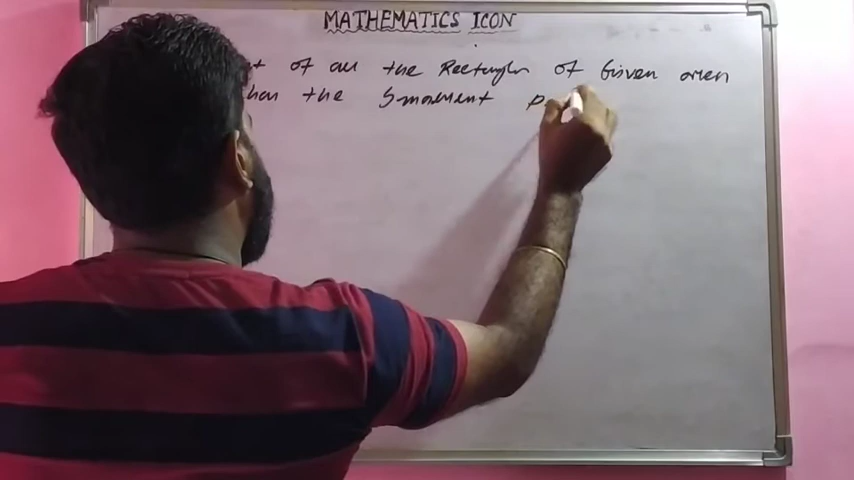 MATHEMATICS ICON
of all the Rectangles of Given area
the Smallest P